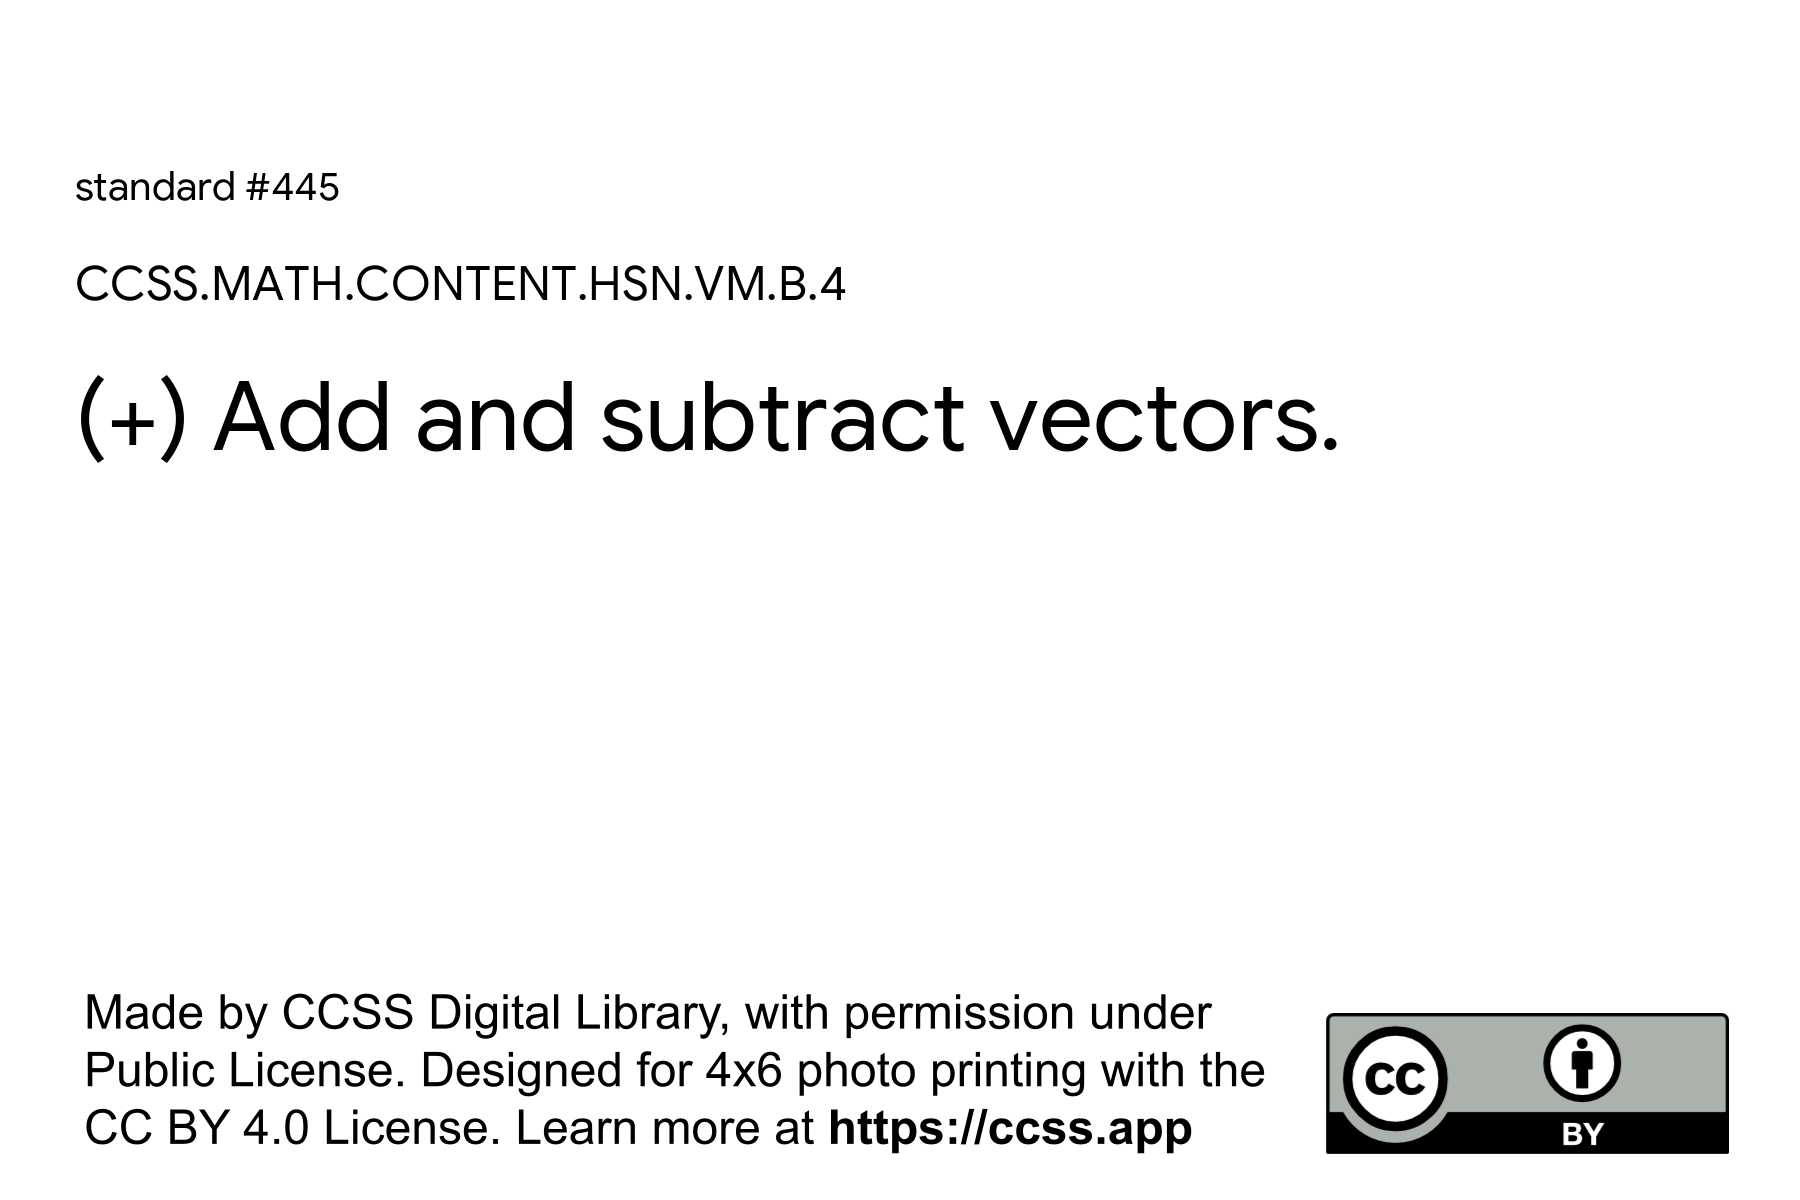 standard #445
CCSS.MATH.CONTENT.HSN.VM.B.4
(+) Add and subtract vectors.
Made by CCSS Digital Library, with permission under
Public License. Designed for 4x6 photo printing with the
CC BY 4.0 License. Learn more at https://ccss.app
CC
BY